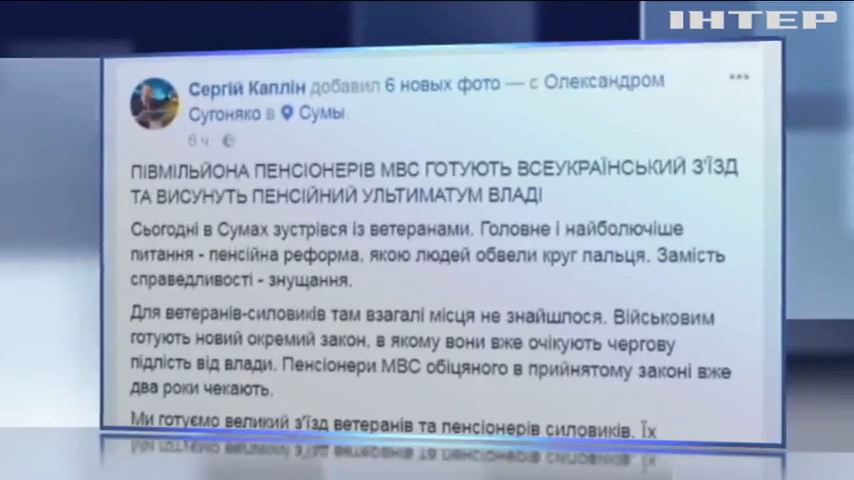 ІНТЕР
Сергій Каплін добавил 6 новых фото — с Олександром
Сугоняко в Сумы.
6 ч ·
ПІВМІЛЬЙОНА ПЕНСІОНЕРІВ МВС ГОТУЮТЬ ВСЕУКРАЇНСЬКИЙ З'ЇЗД
ТА ВИСУНУТЬ ПЕНСІЙНИЙ УЛЬТИМАТУМ ВЛАДІ
Сьогодні в Сумах зустрівся із ветеранами. Головне і найболючіше
питання - пенсійна реформа, якою людей обвели круг пальця. Замість
справедливості - знущання.
Для ветеранів-силовиків там взагалі місця не знайшлося. Військовим
готують новий окремий закон, в якому вони вже очікують чергову
підлість від влади. Пенсіонери МВС обіцяного в прийнятому законі вже
два роки чекають.
Ми готуємо великий з'їзд ветеранів та пенсіонерів силовиків. Їх